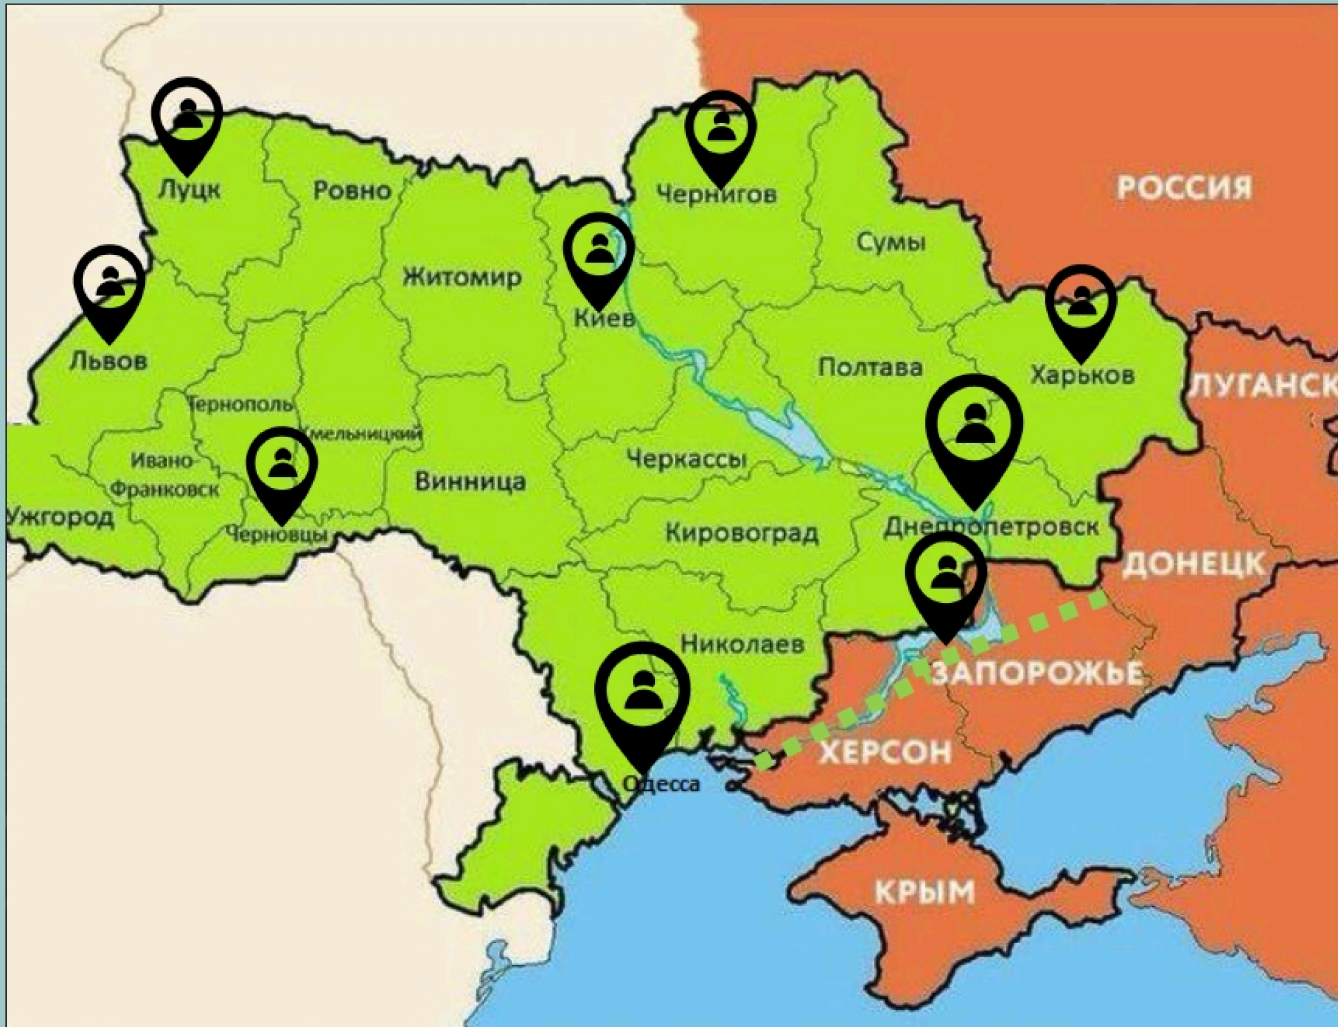 РОССИЯ
Луцк
Ровно
Чернигов
Сумы
Житомир
Киев
Львов
Полтава
Харьков
ЛУГАНСК
Тернополь
Хмельницкий
Ивано-
Франковск
Винница
Черкассы
Ужгород
Черновцы
Кировоград
Днепропетровск
ДОНЕЦК
Николаев
ЗАПОРОЖЬЕ
ХЕРСОН
Одесса
КРЫМ